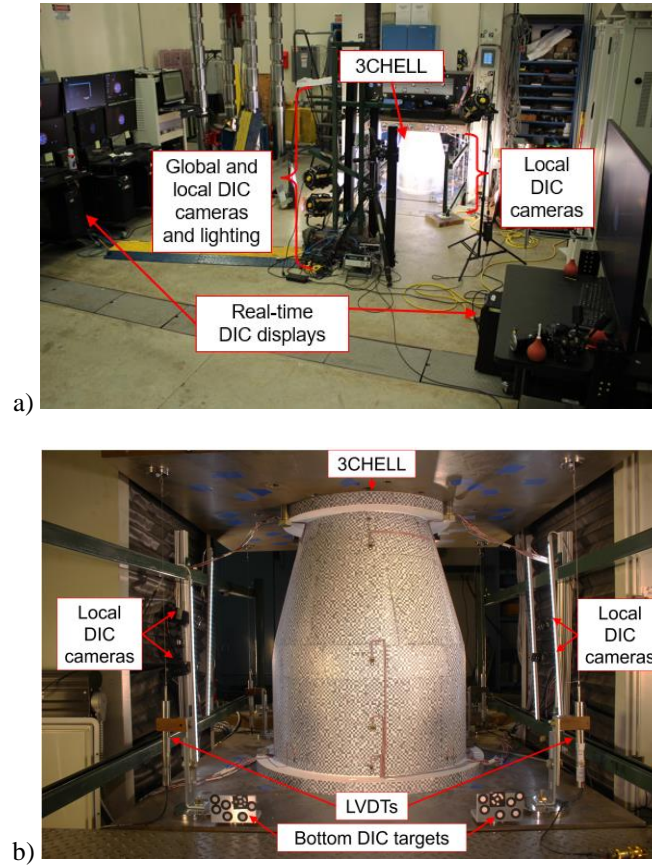 3CHELL
Global and
local DIC
cameras
and lighting
Local
DIC
cameras
Real-time
DIC displays
a)
3CHELL
Local
DIC
cameras
Local
DIC
cameras
LVDTs
Bottom DIC targets
b)